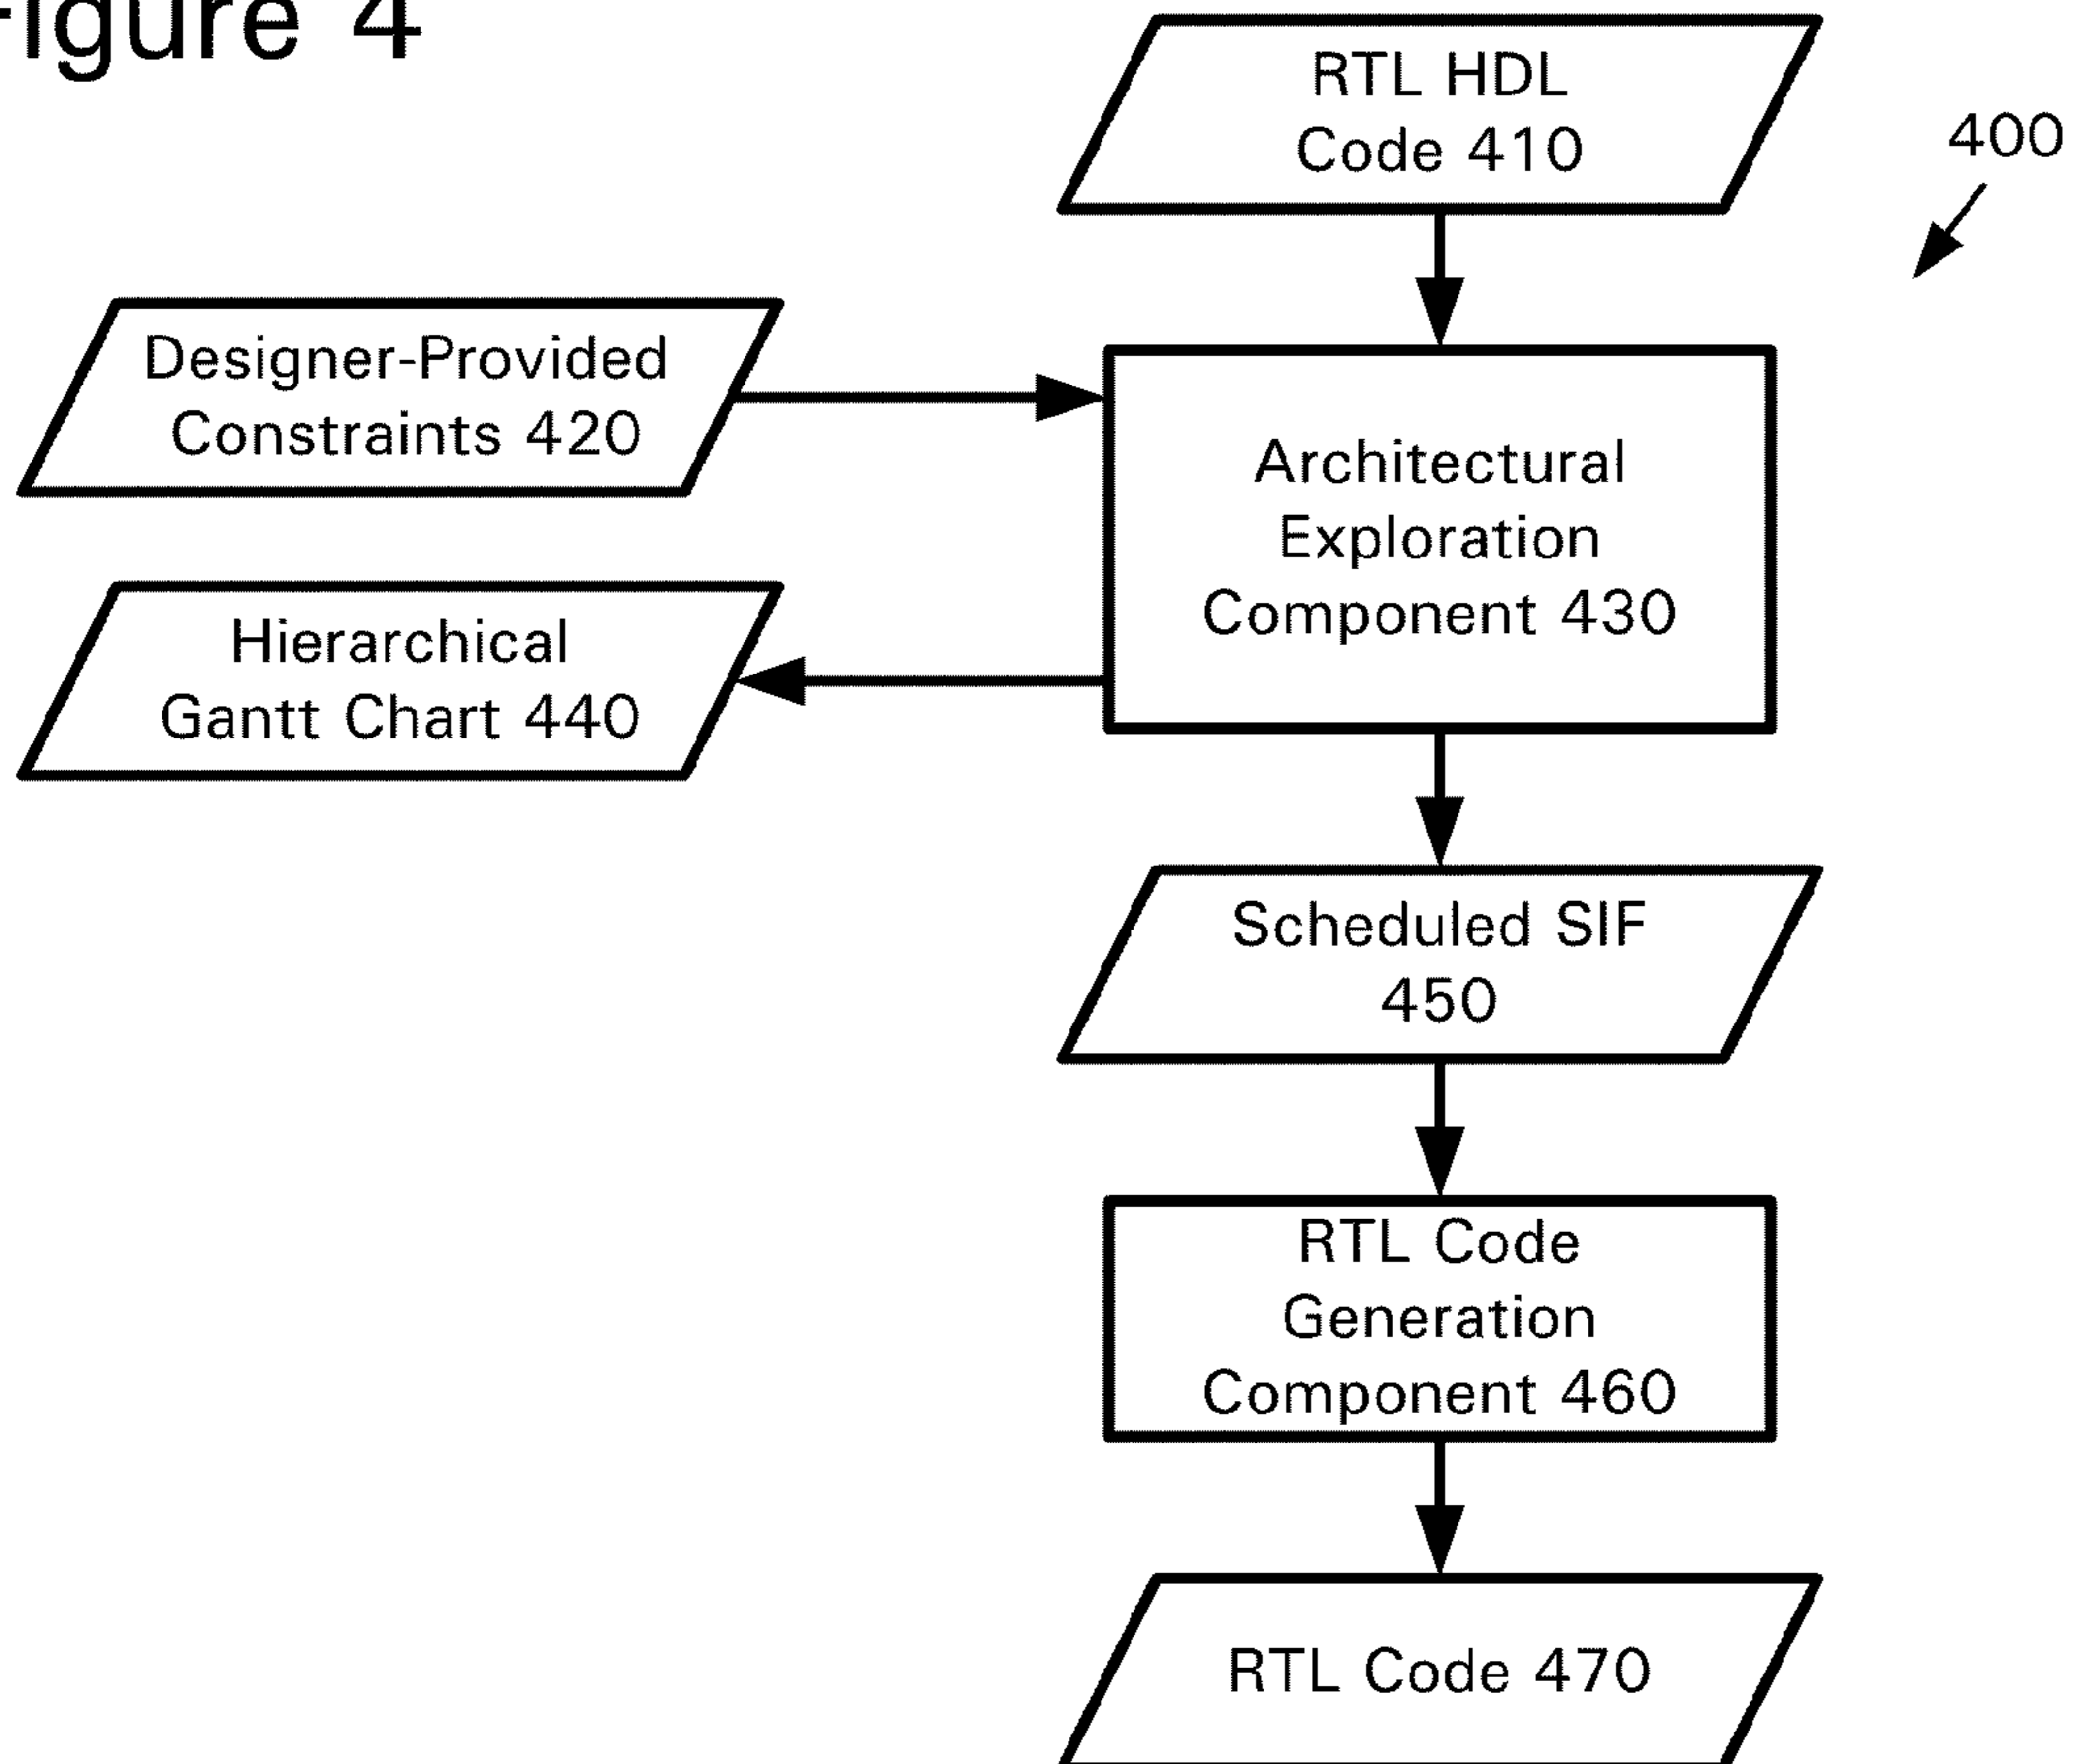 Figure 4
RTL HDL
Code 410
400
Designer-Provided
Constraints 420
Architectural
Exploration
Component 430
Hierarchical
Gantt Chart 440
Scheduled SIF
450
RTL Code
Generation
Component 460
RTL Code 470